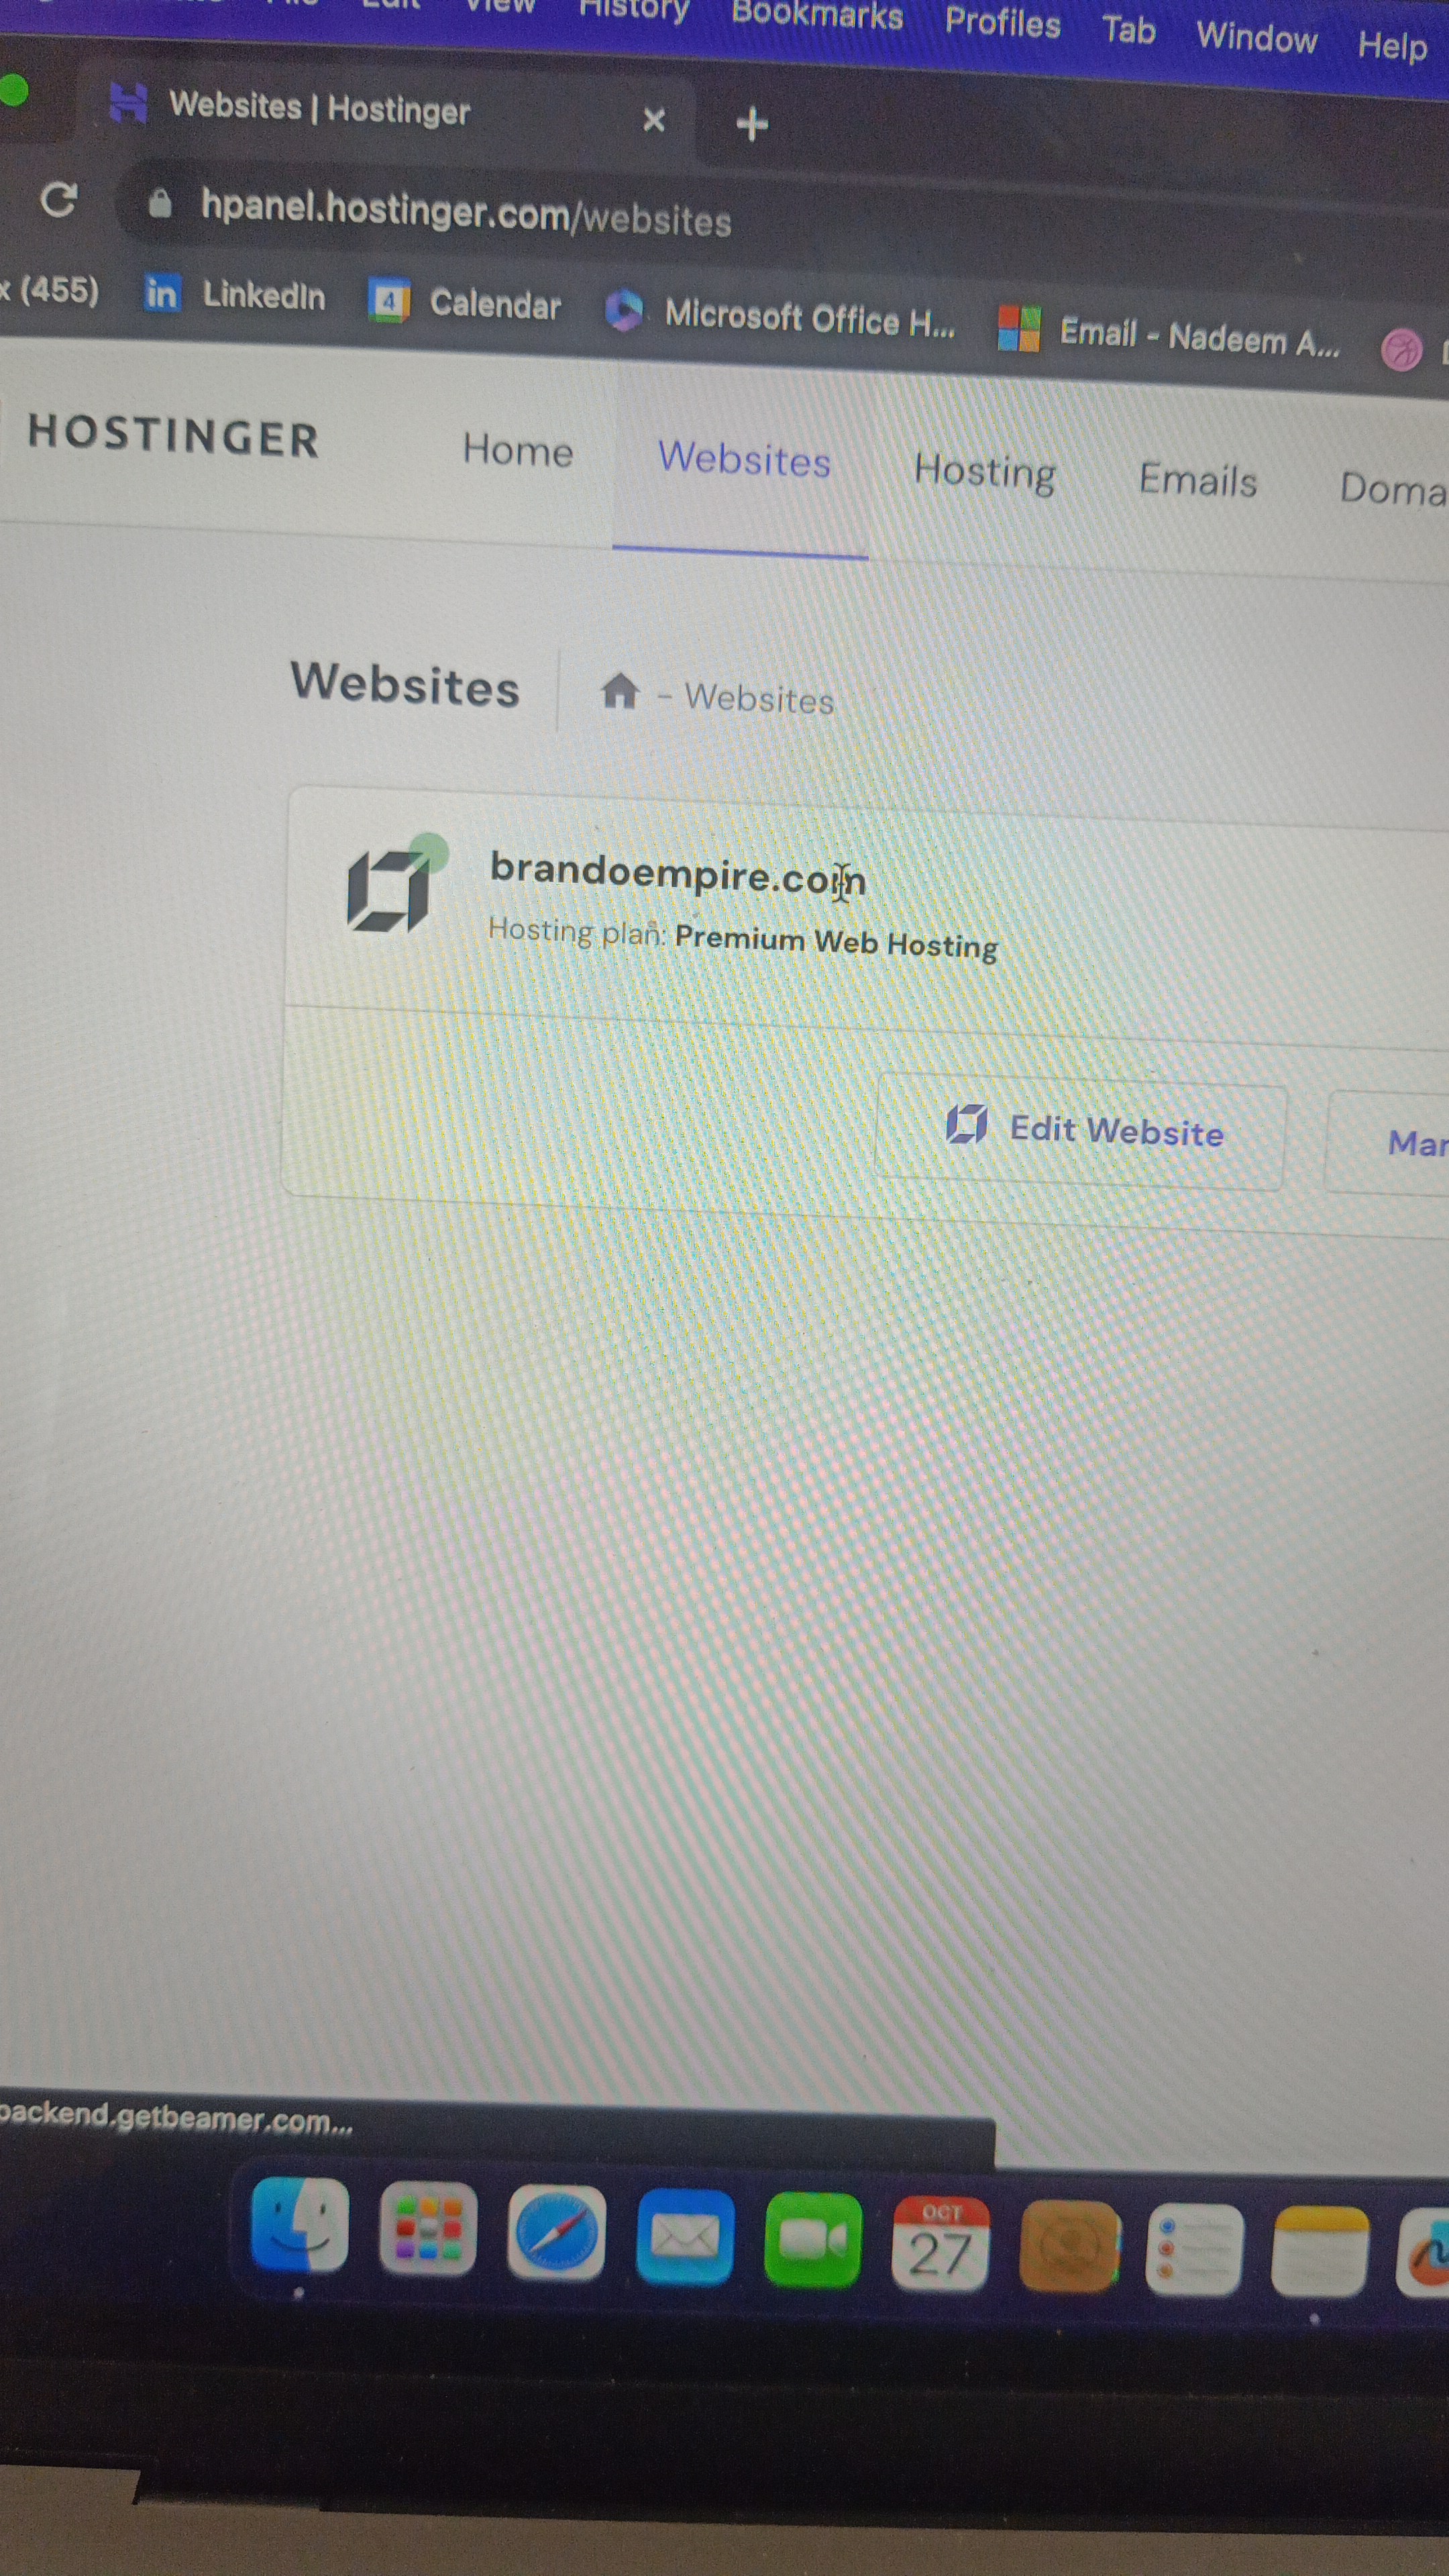 History Bookmarks Profiles Tab Window Help
Websites | Hostinger
hpanel.hostinger.com/websites
x (455) LinkedIn 4 Calendar Microsoft Office H... Email - Nadeem A...
HOSTINGER Home Websites Hosting Emails Doma
Websites - Websites
brandoempire.com
Hosting plan: Premium Web Hosting
Edit Website Mar
backend.getbeamer.com...
OCT
27